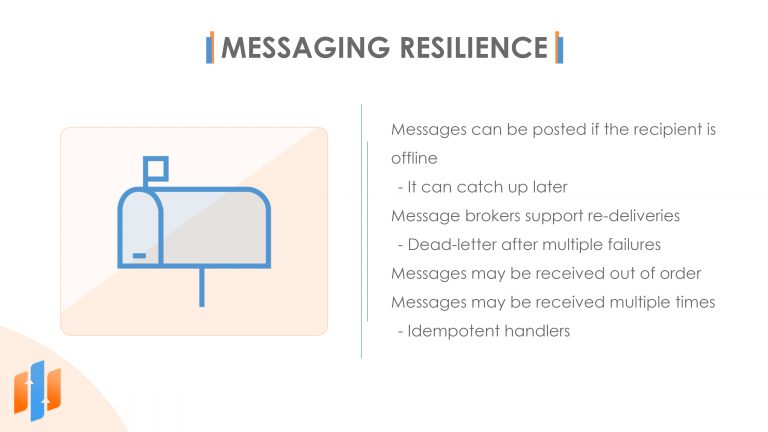 MESSAGING RESILIENCE
Messages can be posted if the recipient is
offline
- It can catch up later
Message brokers support re-deliveries
- Dead-letter after multiple failures
Messages may be received out of order
Messages may be received multiple times
- Idempotent handlers